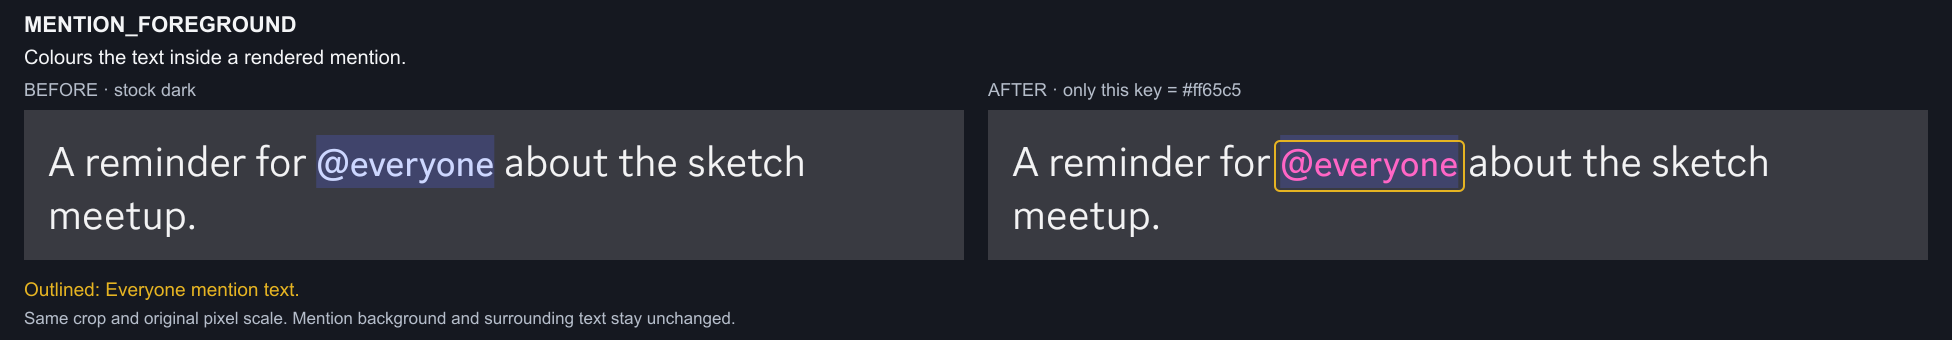 MENTION_FOREGROUND
Colours the text inside a rendered mention.
BEFORE · stock dark
A reminder for @everyone about the sketch
meetup.
AFTER · only this key = #ff65c5
A reminder for @everyone about the sketch
meetup.
Outlined: Everyone mention text.
Same crop and original pixel scale. Mention background and surrounding text stay unchanged.